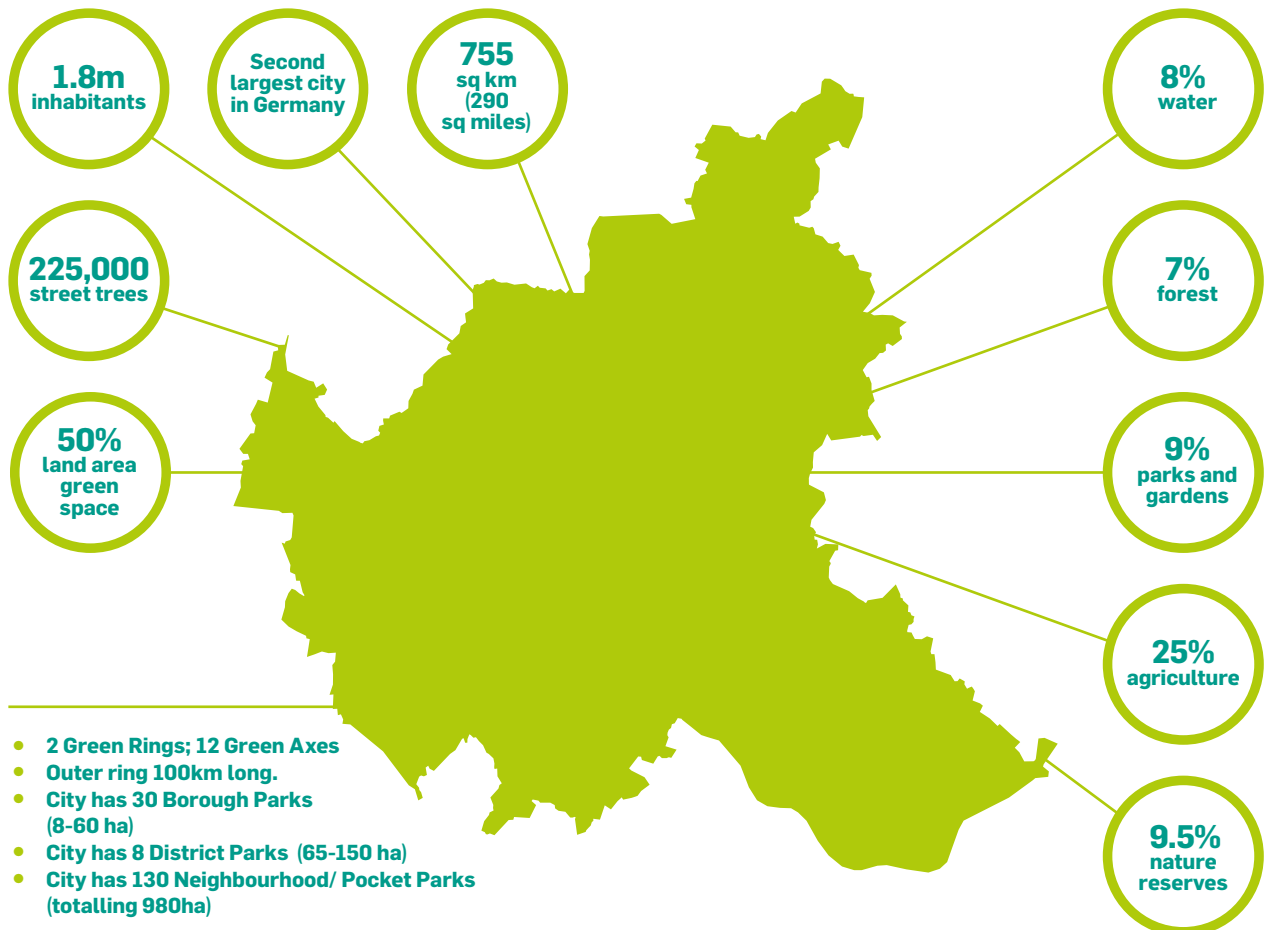 1.8m
inhabitants
Second
largest city
in Germany
755
sq km
(290
sq miles)
8%
water
225,000
street trees
7%
forest
50%
land area
green
space
9%
parks and
gardens
25%
agriculture
9.5%
nature
reserves
• 2 Green Rings; 12 Green Axes
• Outer ring 100km long.
• City has 30 Borough Parks
(8-60 ha)
• City has 8 District Parks (65-150 ha)
• City has 130 Neighbourhood/ Pocket Parks
(totalling 980ha)